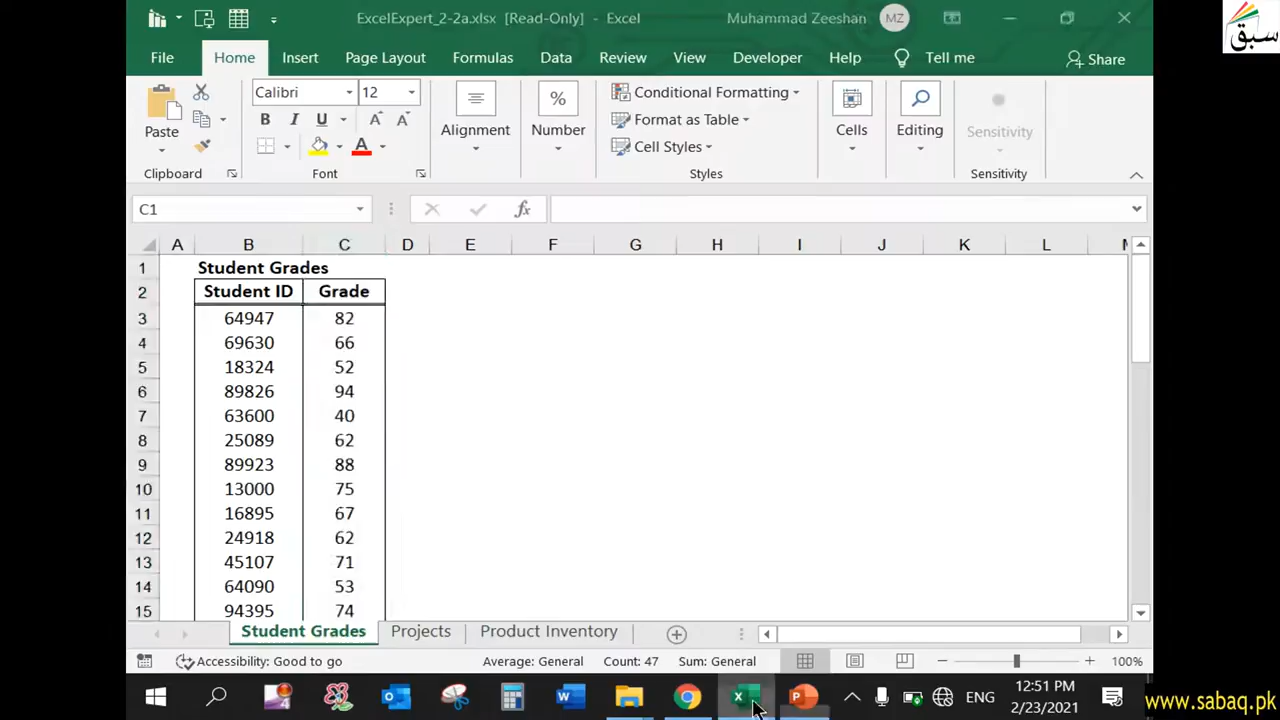 ExcelExpert_2-2a.xlsx [Read-Only] - Excel
Muhammad Zeeshan MZ
سبق
File Home Insert Page Layout Formulas Data Review View Developer Help Tell me Share
Calibri 12
Conditional Formatting
Format as Table
Cell Styles
Paste
B I U A A
A
Alignment
%
Number
Cells
Editing
Sensitivity
Clipboard Font Styles Sensitivity
C1 fx
A B C D E F G H I J K L M
1 Student Grades
2 Student ID Grade
3 64947 82
4 69630 66
5 18324 52
6 89826 94
7 63600 40
8 25089 62
9 89923 88
10 13000 75
11 16895 67
12 24918 62
13 45107 71
14 64090 53
15 94395 74
Student Grades Projects Product Inventory
Accessibility: Good to go Average: General Count: 47 Sum: General 100%
ENG
12:51 PM
2/23/2021
www.sabaq.pk